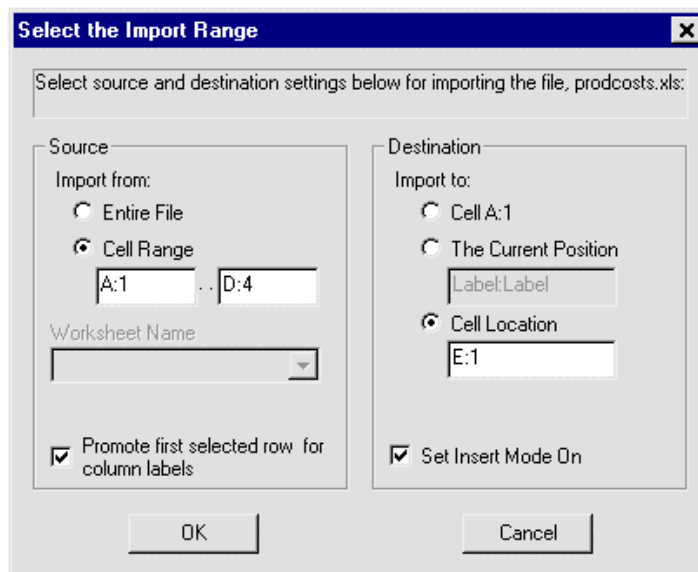 Select the Import Range
Select source and destination settings below for importing the file, prodcosts.xls:
Source
Import from:
Entire File
Cell Range
A:1 . . D:4
Worksheet Name
Promote first selected row for
column labels
Destination
Import to:
Cell A:1
The Current Position
Label:Label
Cell Location
E:1
Set Insert Mode On
OK
Cancel